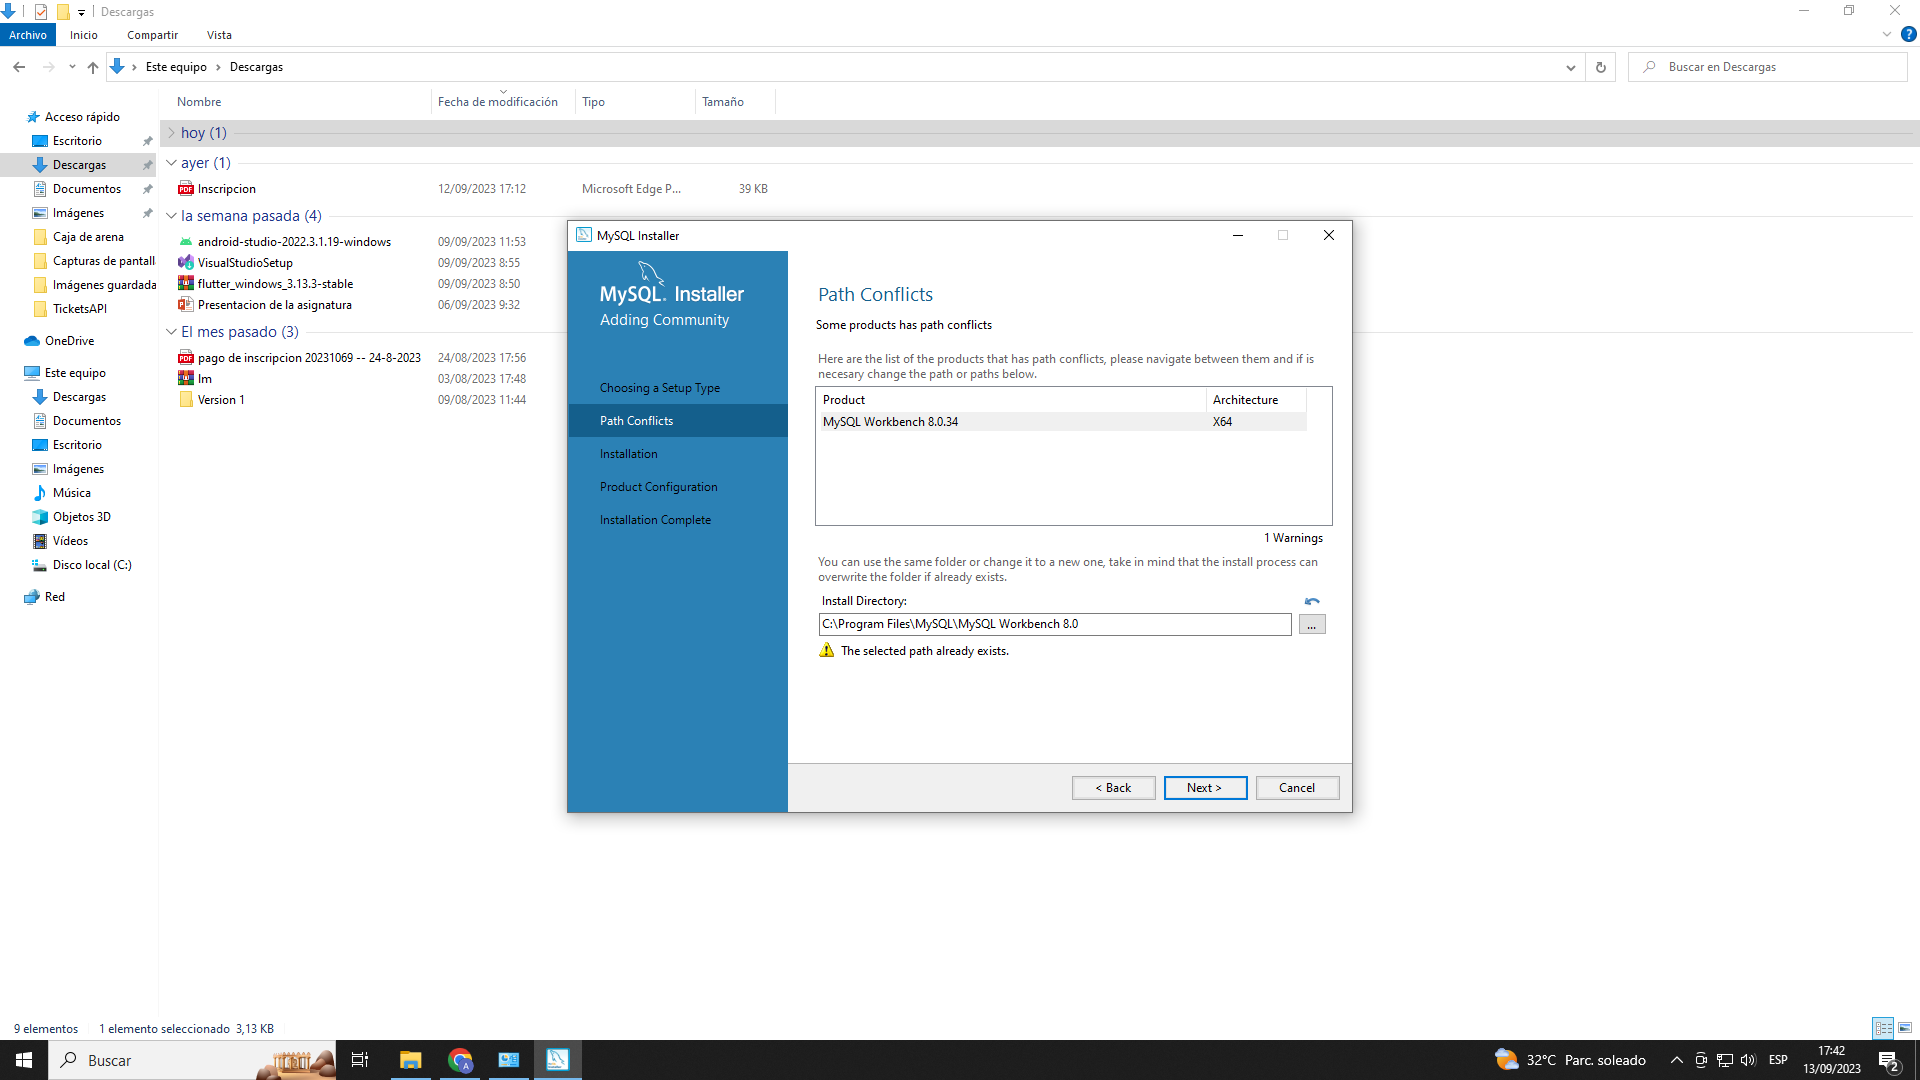 Descargas
Archivo Inicio Compartir Vista
Este equipo Descargas
Buscar en Descargas
Nombre Fecha de modificación Tipo Tamaño
Acceso rápido
Escritorio
Descargas
Documentos
Imágenes
Caja de arena
Capturas de pantall
Imágenes guardada
TicketsAPI
OneDrive
Este equipo
Descargas
Documentos
Escritorio
Imágenes
Música
Objetos 3D
Vídeos
Disco local (C:)
Red
hoy (1)
ayer (1)
Inscripcion 12/09/2023 17:12 Microsoft Edge P... 39 KB
la semana pasada (4)
android-studio-2022.3.1.19-windows 09/09/2023 11:53
VisualStudioSetup 09/09/2023 8:55
flutter_windows_3.13.3-stable 09/09/2023 8:50
Presentacion de la asignatura 06/09/2023 9:32
El mes pasado (3)
pago de inscripcion 20231069 -- 24-8-2023 24/08/2023 17:56
lm 03/08/2023 17:48
Version 1 09/08/2023 11:44
MySQL Installer
MySQL. Installer
Adding Community
Choosing a Setup Type
Path Conflicts
Installation
Product Configuration
Installation Complete
Path Conflicts
Some products has path conflicts
Here are the list of the products that has path conflicts, please navigate between them and if is
necesary change the path or paths below.
Product Architecture
MySQL Workbench 8.0.34 X64
1 Warnings
You can use the same folder or change it to a new one, take in mind that the install process can
overwrite the folder if already exists.
Install Directory:
C:\Program Files\MySQL\MySQL Workbench 8.0
...
The selected path already exists.
< Back Next > Cancel
9 elementos 1 elemento seleccionado 3,13 KB
Buscar
32°C Parc. soleado
ESP
17:42
13/09/2023
2